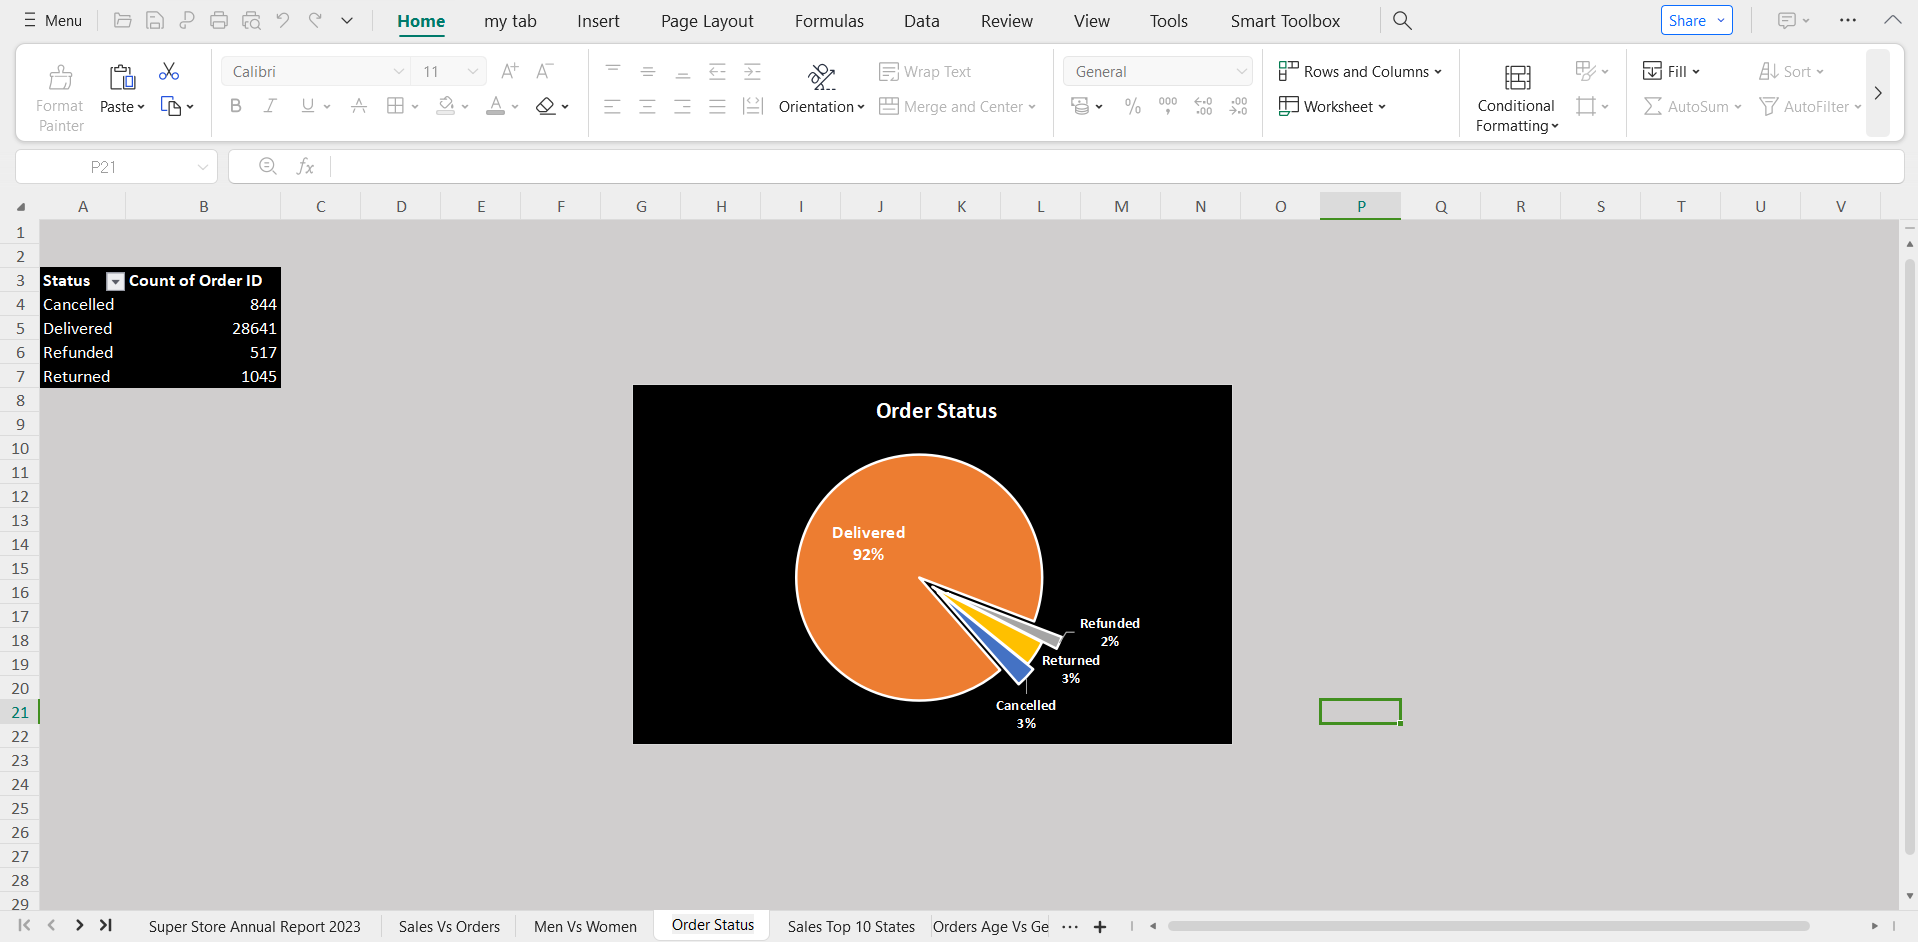 Menu
Home my tab Insert Page Layout Formulas Data Review View Tools Smart Toolbox
Share
Format Painter
Paste
Calibri 11
Orientation
Wrap Text
Merge and Center
General
Rows and Columns
Worksheet
Conditional Formatting
Fill
Sort
AutoSum
AutoFilter
P21
fx
A B C D E F G H I J K L M N O P Q R S T U V
1
2
3 Status Count of Order ID
4 Cancelled 844
5 Delivered 28641
6 Refunded 517
7 Returned 1045
8
9
10
11
12
13
14
15
16
17
18
19
20
21
22
23
24
25
26
27
28
29
Order Status
Delivered
92%
Refunded
2%
Returned
3%
Cancelled
3%
Super Store Annual Report 2023 Sales Vs Orders Men Vs Women Order Status Sales Top 10 States Orders Age Vs Ge